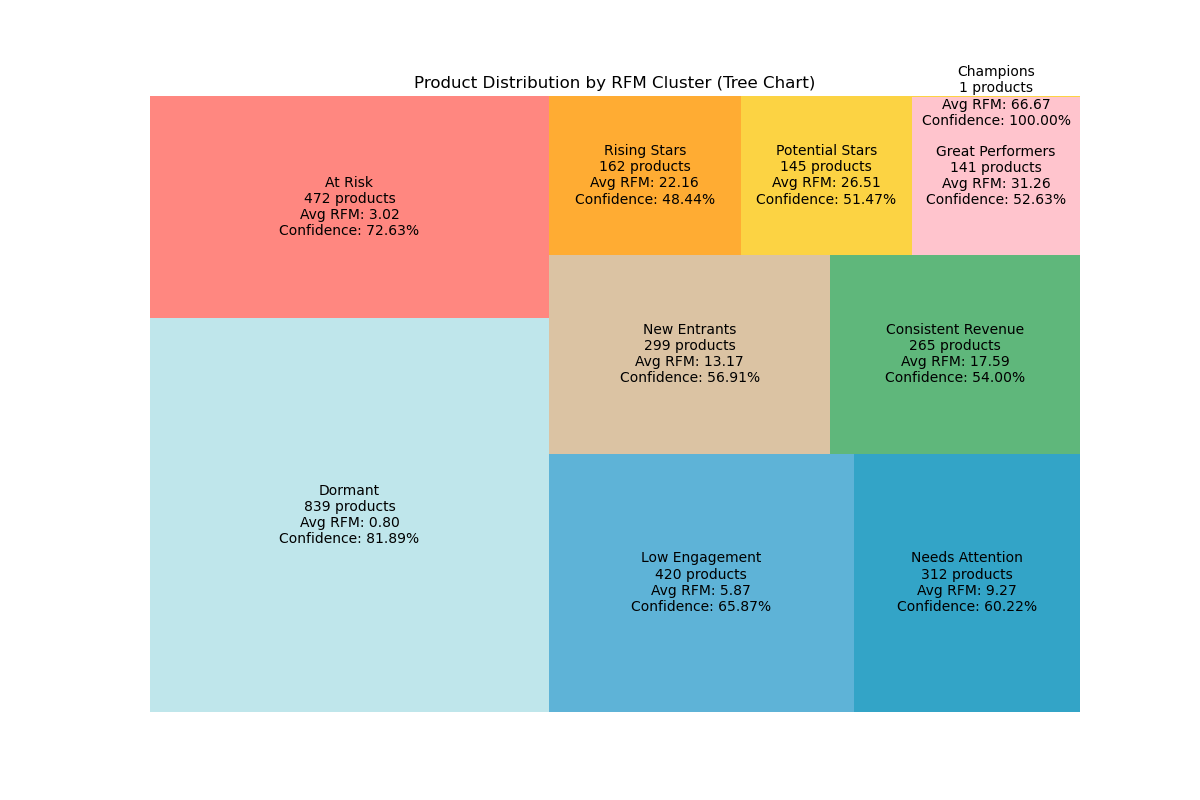 Product Distribution by RFM Cluster (Tree Chart)
Champions
1 products
Avg RFM: 66.67
Confidence: 100.00%
At Risk
472 products
Avg RFM: 3.02
Confidence: 72.63%
Rising Stars
162 products
Avg RFM: 22.16
Confidence: 48.44%
Potential Stars
145 products
Avg RFM: 26.51
Confidence: 51.47%
Great Performers
141 products
Avg RFM: 31.26
Confidence: 52.63%
New Entrants
299 products
Avg RFM: 13.17
Confidence: 56.91%
Consistent Revenue
265 products
Avg RFM: 17.59
Confidence: 54.00%
Dormant
839 products
Avg RFM: 0.80
Confidence: 81.89%
Low Engagement
420 products
Avg RFM: 5.87
Confidence: 65.87%
Needs Attention
312 products
Avg RFM: 9.27
Confidence: 60.22%